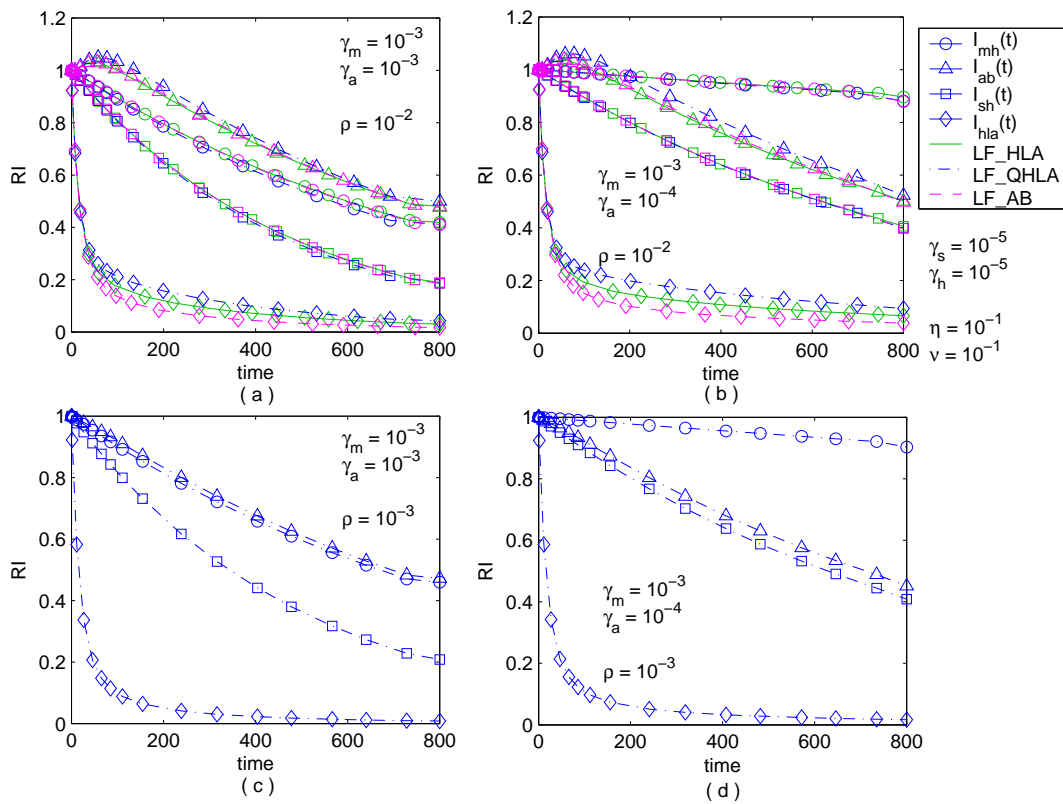 1.2
1
0.8
0.6
0.4
0.2
0
RI
0 200 400 600 800
time
( a )
γm = 10−3
γa = 10−3
ρ = 10−2
1.2
1
0.8
0.6
0.4
0.2
0
RI
0 200 400 600 800
time
( b )
γm = 10−3
γa = 10−4
ρ = 10−2
Imh(t)
Iab(t)
Ish(t)
Ihla(t)
LF_HLA
LF_QHLA
LF_AB
γs = 10−5
γh = 10−5
η = 10−1
ν = 10−1
1
0.8
0.6
0.4
0.2
0
RI
0 200 400 600 800
time
( c )
γm = 10−3
γa = 10−3
ρ = 10−3
1
0.8
0.6
0.4
0.2
0
RI
0 200 400 600 800
time
( d )
γm = 10−3
γa = 10−4
ρ = 10−3